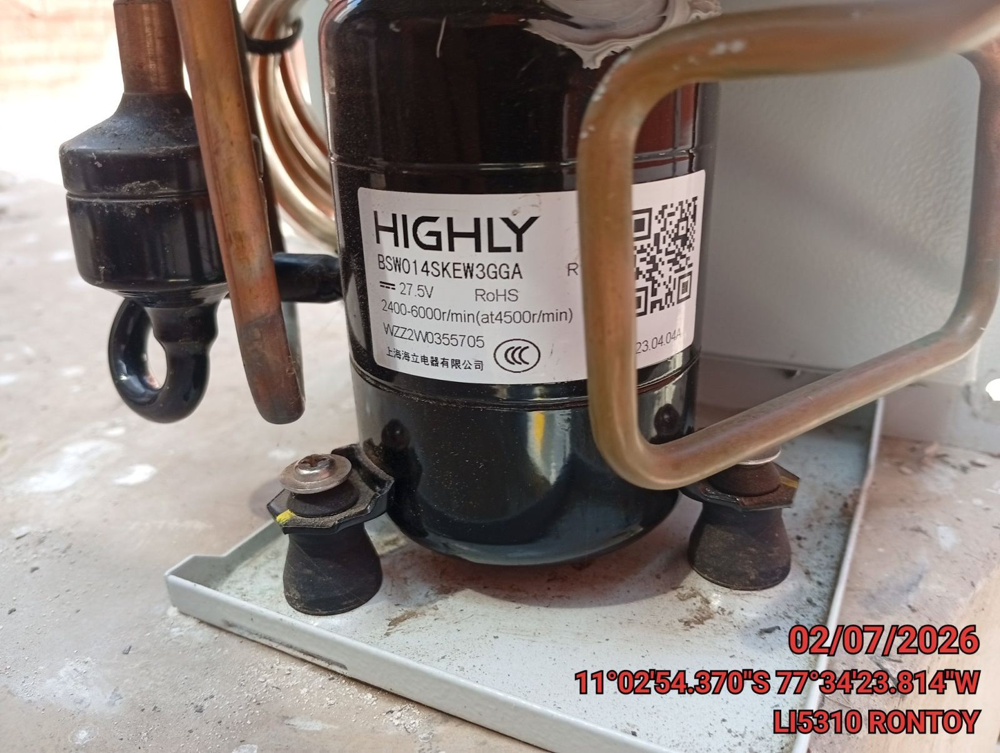 HIGHLY
BSW014SKEW3GGA R
27.5V RoHS
2400-6000r/min(at4500r/min)
WZZ2W0355705
23.04.04A
上海海立电器有限公司
02/07/2026
11°02'54.370"S 77°34'23.814"W
LI5310 RONTOY